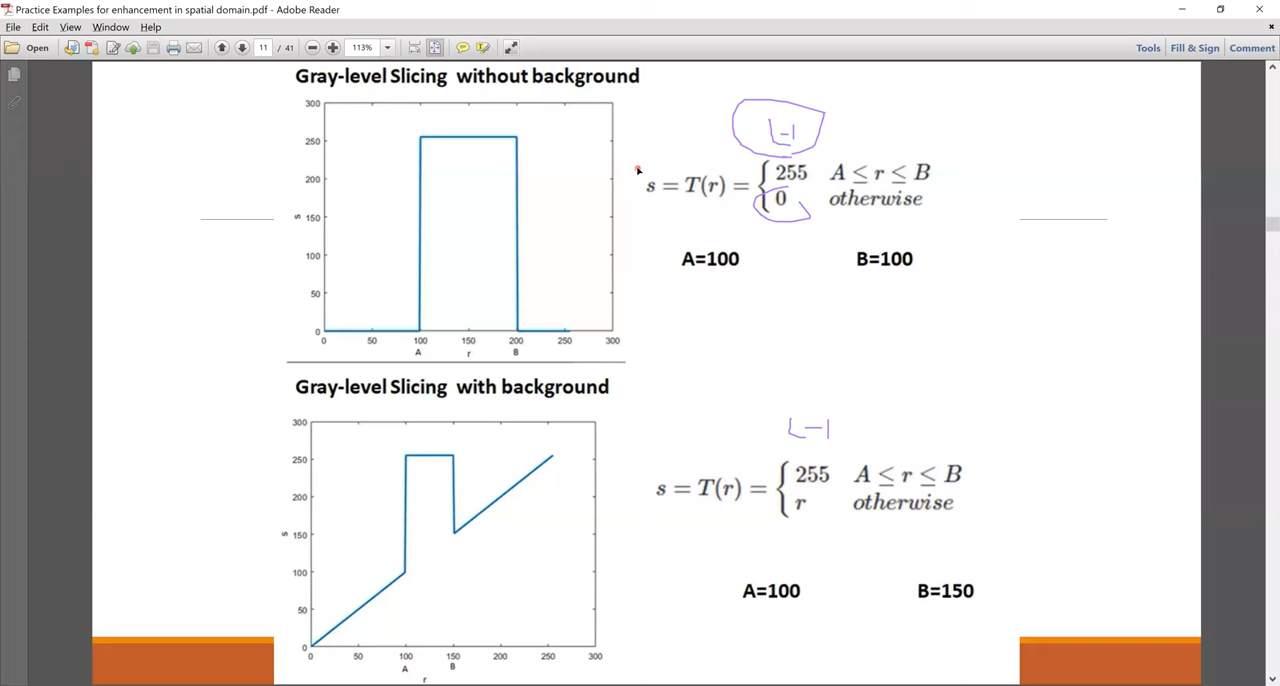 Practice Examples for enhancement in spatial domain.pdf - Adobe Reader
File Edit View Window Help
Open 11 / 41 113% Tools Fill & Sign Comment
Gray-level Slicing without background
300
250
200
150
100
50
0
s
0 50 100 150 200 250 300
A r B
L-1
s = T(r) = { 255 A ≤ r ≤ B
0 otherwise
A=100 B=100
Gray-level Slicing with background
300
250
200
150
100
50
0
s
0 50 100 150 200 250 300
A B
r
L-1
s = T(r) = { 255 A ≤ r ≤ B
r otherwise
A=100 B=150